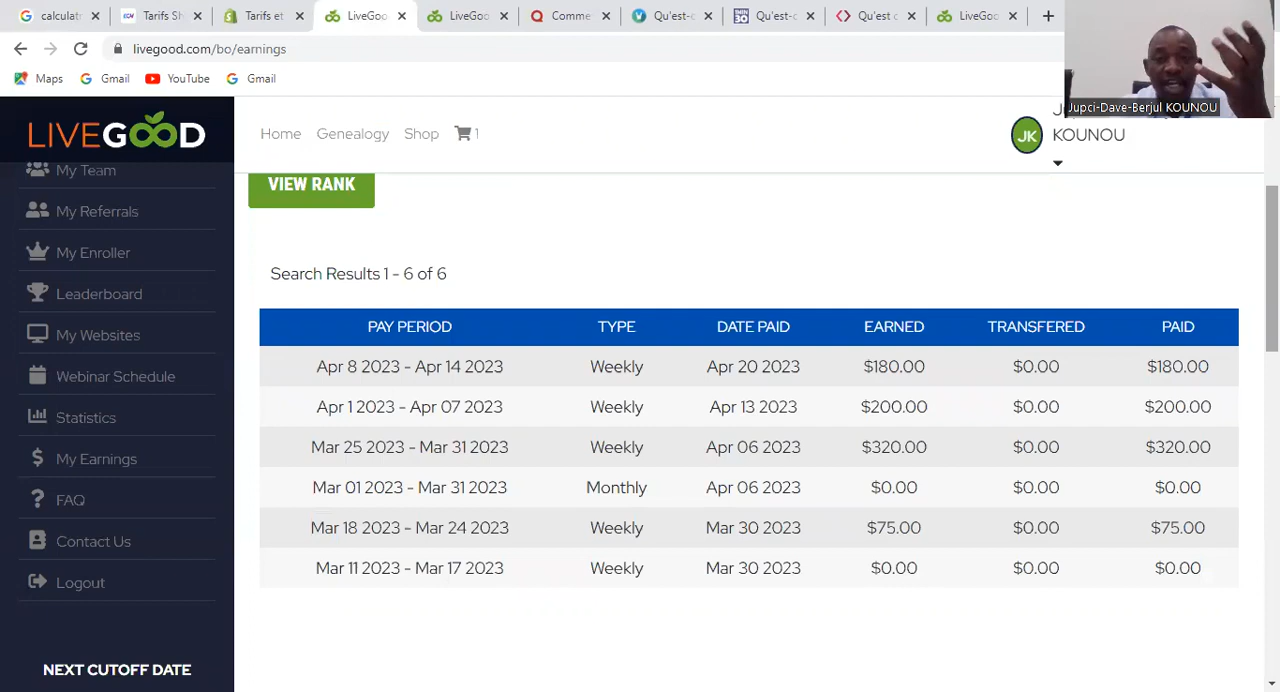 calculat
Tarifs Sh
Tarifs et
LiveGoo
LiveGoo
Comme
Qu'est-c
Qu'est-c
Qu'est c
LiveGoo
livegood.com/bo/earnings
Maps
Gmail
YouTube
Gmail
Jupci-Dave-Berjul KOUNOU
LIVEGOOD
Home
Genealogy
Shop
1
JK
KOUNOU
My Team
My Referrals
My Enroller
Leaderboard
My Websites
Webinar Schedule
Statistics
My Earnings
FAQ
Contact Us
Logout
NEXT CUTOFF DATE
VIEW RANK
Search Results 1 - 6 of 6
PAY PERIOD TYPE DATE PAID EARNED TRANSFERED PAID
Apr 8 2023 - Apr 14 2023 Weekly Apr 20 2023 $180.00 $0.00 $180.00
Apr 1 2023 - Apr 07 2023 Weekly Apr 13 2023 $200.00 $0.00 $200.00
Mar 25 2023 - Mar 31 2023 Weekly Apr 06 2023 $320.00 $0.00 $320.00
Mar 01 2023 - Mar 31 2023 Monthly Apr 06 2023 $0.00 $0.00 $0.00
Mar 18 2023 - Mar 24 2023 Weekly Mar 30 2023 $75.00 $0.00 $75.00
Mar 11 2023 - Mar 17 2023 Weekly Mar 30 2023 $0.00 $0.00 $0.00